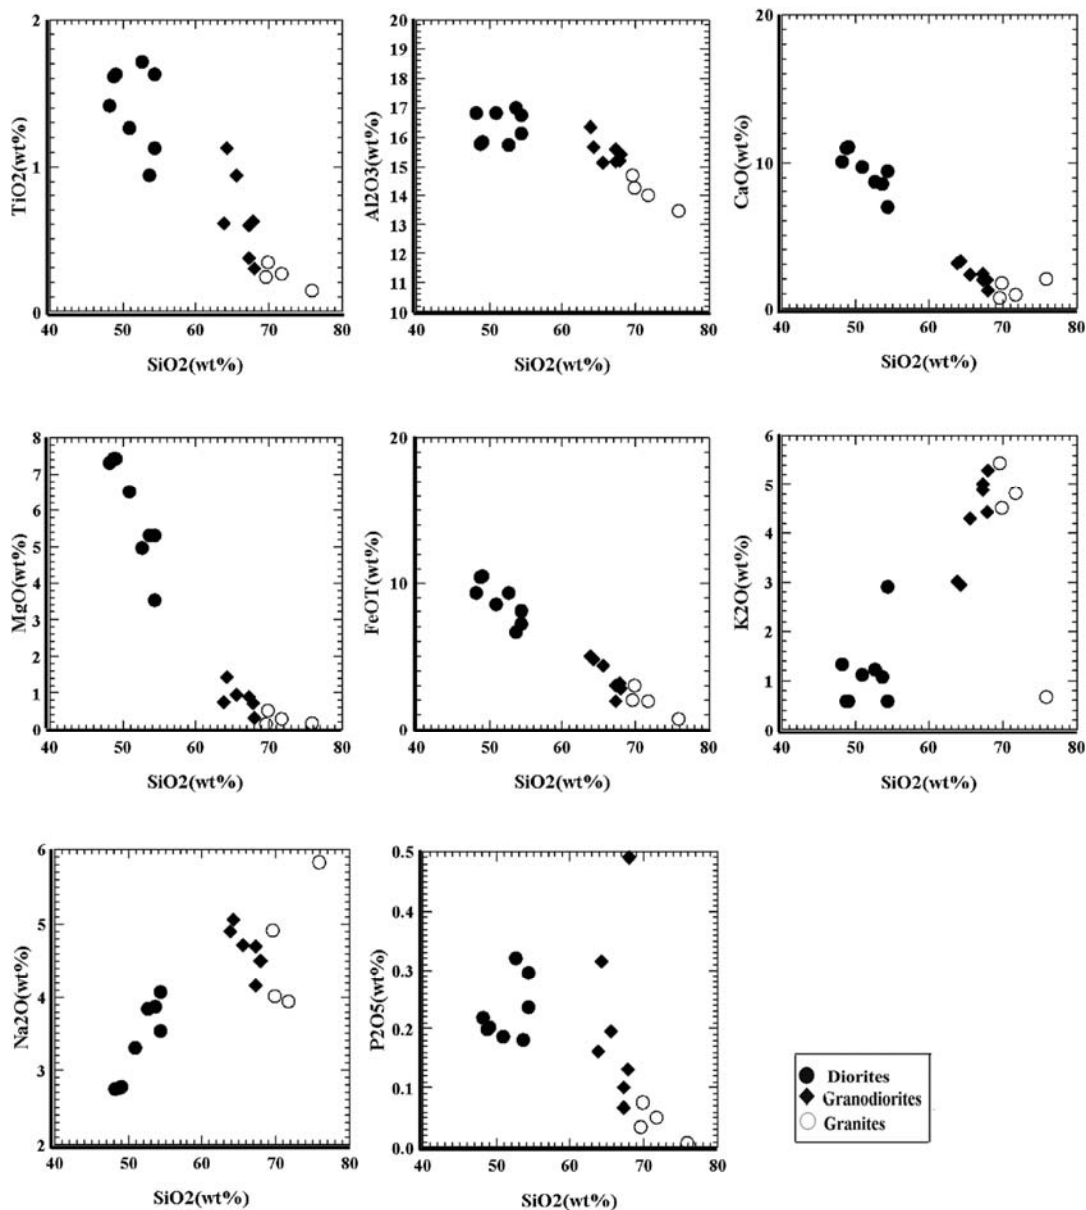 2
1
0
TiO2(wt%)
40 50 60 70 80
SiO2(wt%)
20
19
18
17
16
15
14
13
12
11
10
Al2O3(wt%)
40 50 60 70 80
SiO2(wt%)
20
10
0
CaO(wt%)
40 50 60 70 80
SiO2(wt%)
8
7
6
5
4
3
2
1
0
MgO(wt%)
40 50 60 70 80
SiO2(wt%)
20
10
0
FeOT(wt%)
40 50 60 70 80
SiO2(wt%)
6
5
4
3
2
1
0
K2O(wt%)
40 50 60 70 80
SiO2(wt%)
6
5
4
3
2
Na2O(wt%)
40 50 60 70 80
SiO2(wt%)
0.5
0.4
0.3
0.2
0.1
0.0
P2O5(wt%)
40 50 60 70 80
SiO2(wt%)
Diorites
Granodiorites
Granites